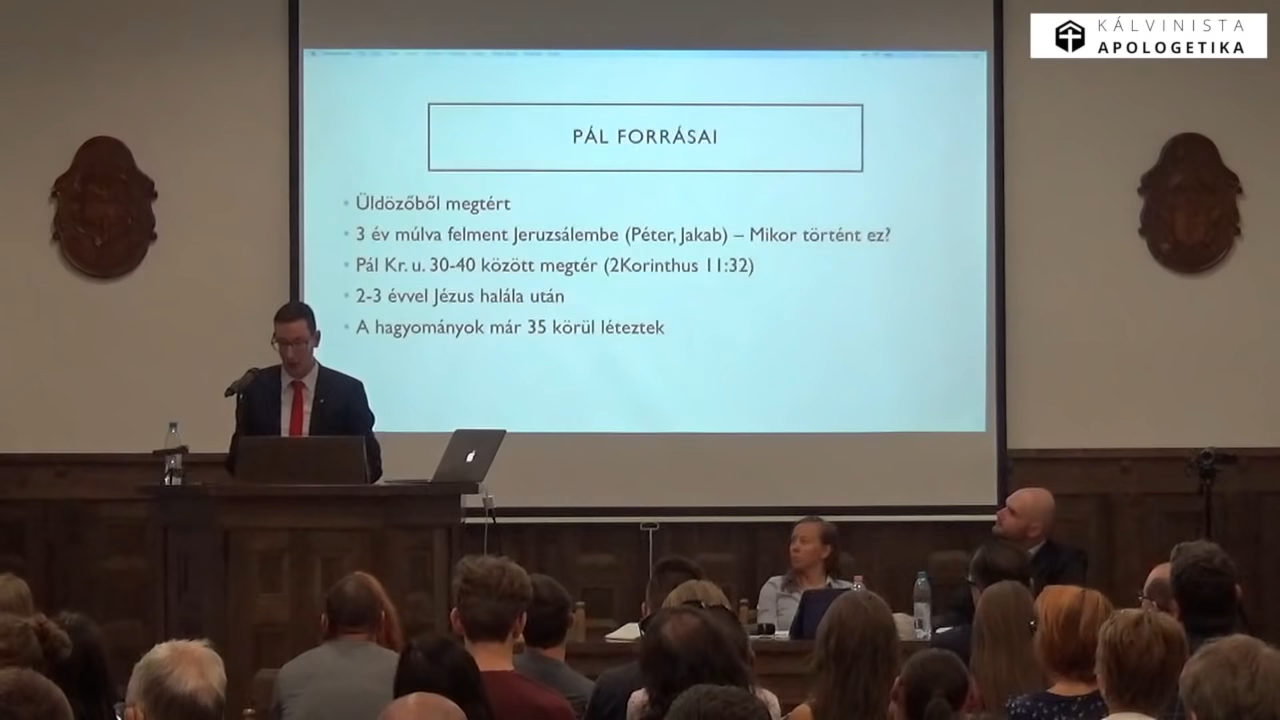 KÁLVINISTA
APOLOGETIKA
PÁL FORRÁSAI
Üldözőből megtért
3 év múlva felment Jeruzsálembe (Péter, Jakab) – Mikor történt ez?
Pál Kr. u. 30-40 között megtér (2Korinthus 11:32)
2-3 évvel Jézus halála után
A hagyományok már 35 körül léteztek